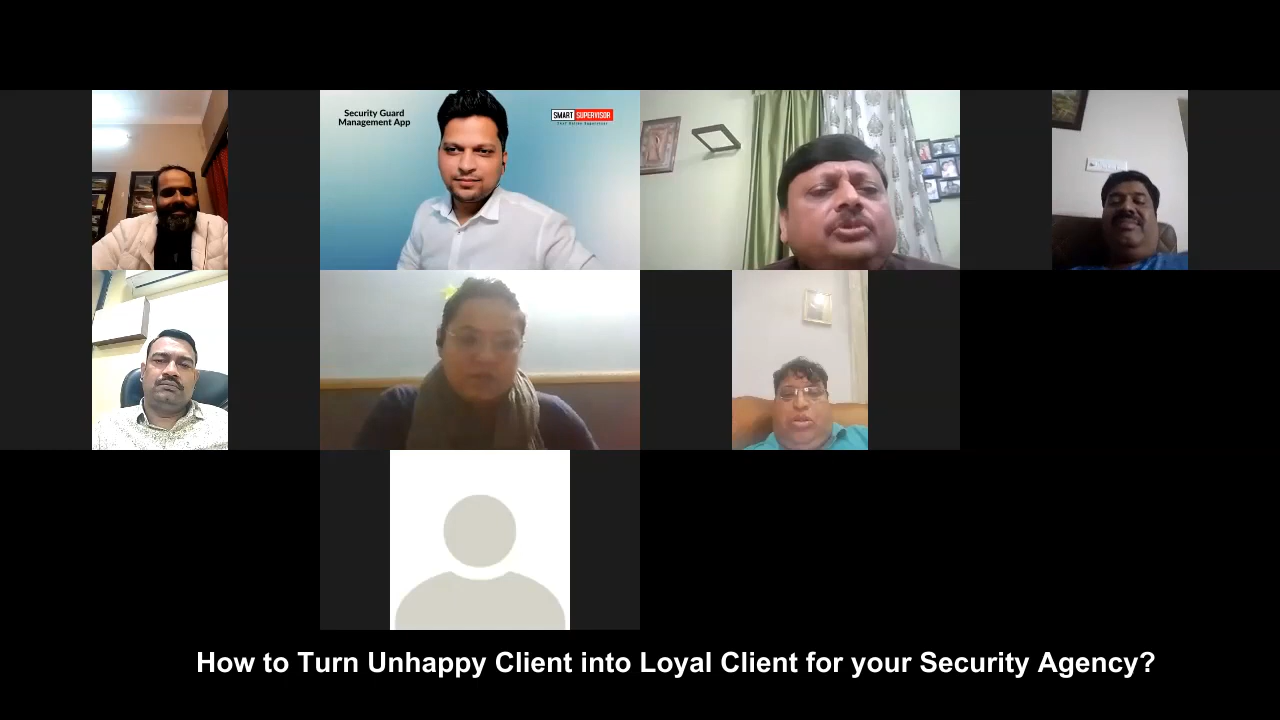 Security Guard
Management App
SMART SUPERVISOR
How to Turn Unhappy Client into Loyal Client for your Security Agency?